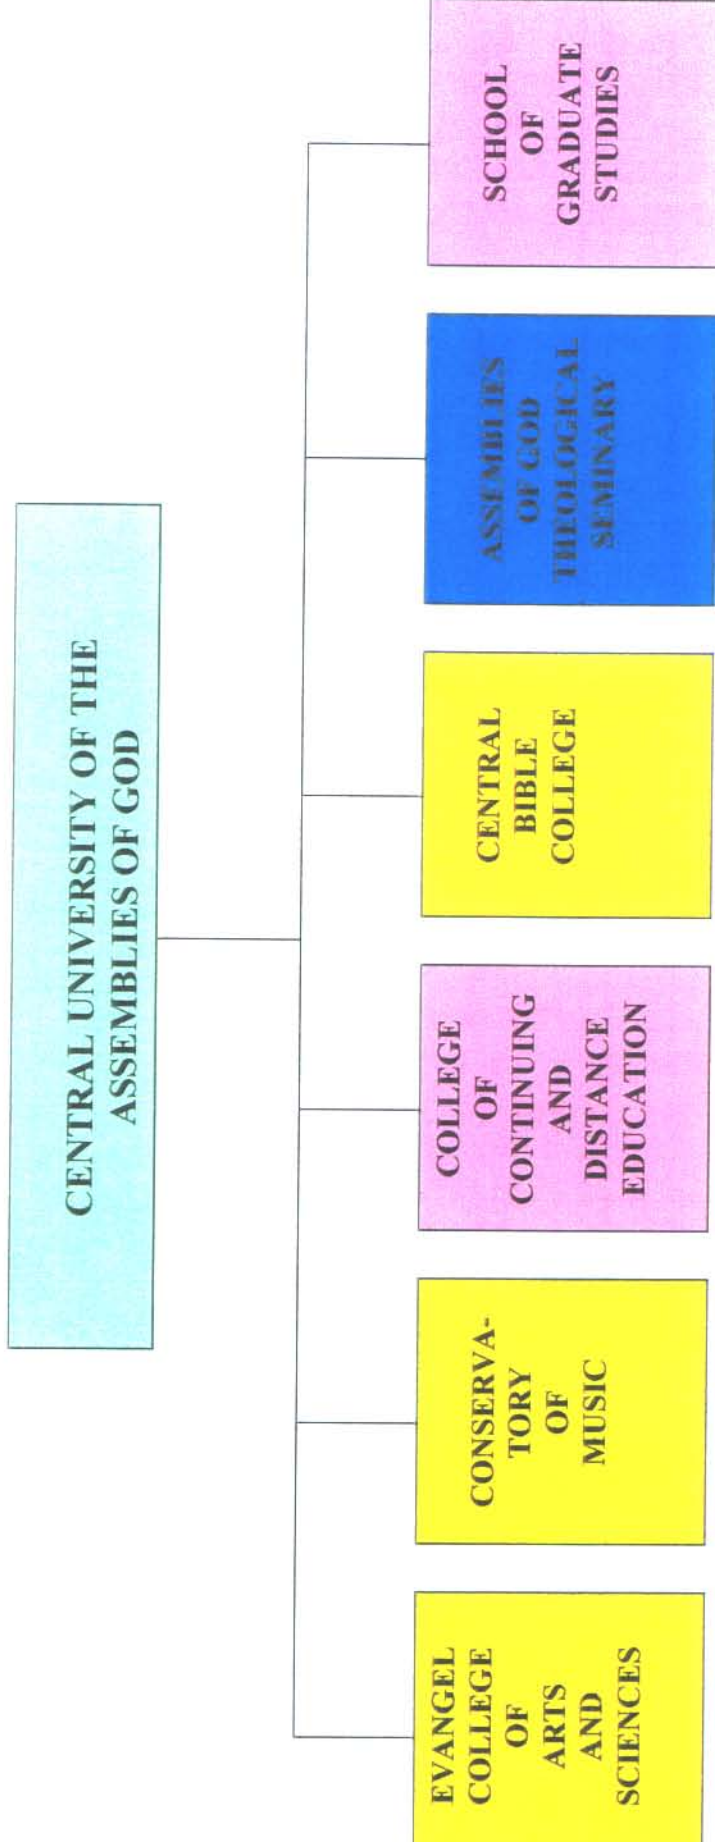 CENTRAL UNIVERSITY OF THE
ASSEMBLIES OF GOD
EVANGEL
COLLEGE
OF
ARTS
AND
SCIENCES
CONSERVA-
TORY
OF
MUSIC
COLLEGE
OF
CONTINUING
AND
DISTANCE
EDUCATION
CENTRAL
BIBLE
COLLEGE
ASSEMBLIES
OF GOD
THEOLOGICAL
SEMINARY
SCHOOL
OF
GRADUATE
STUDIES